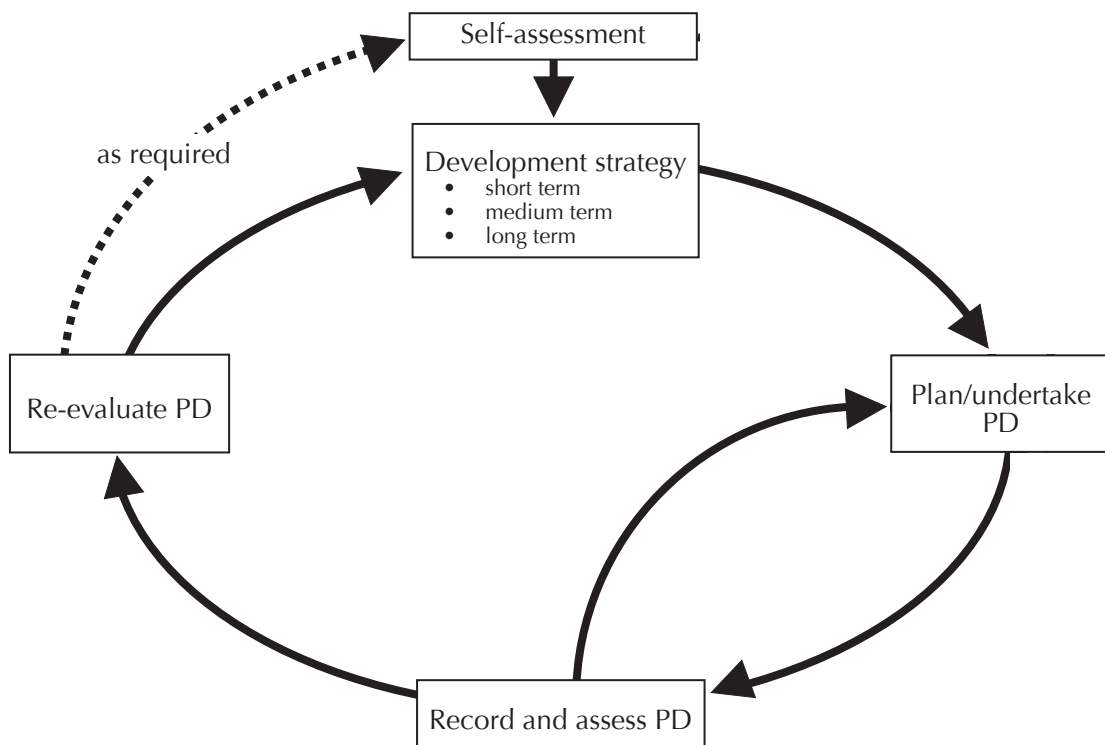 Self-assessment
as required
Development strategy
• short term
• medium term
• long term
Re-evaluate PD
Plan/undertake
PD
Record and assess PD